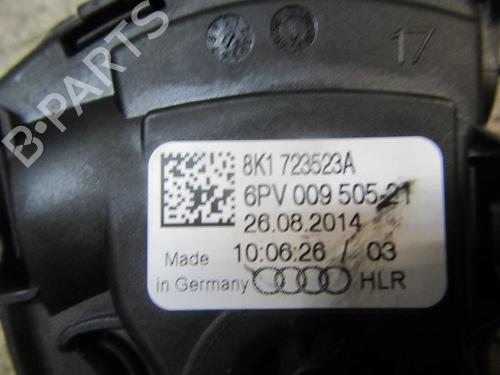 17
B-PARTS
8K1 723523A
6PV 009 505-21
26.08.2014
10:06:26 / 03
Made
in Germany
HLR